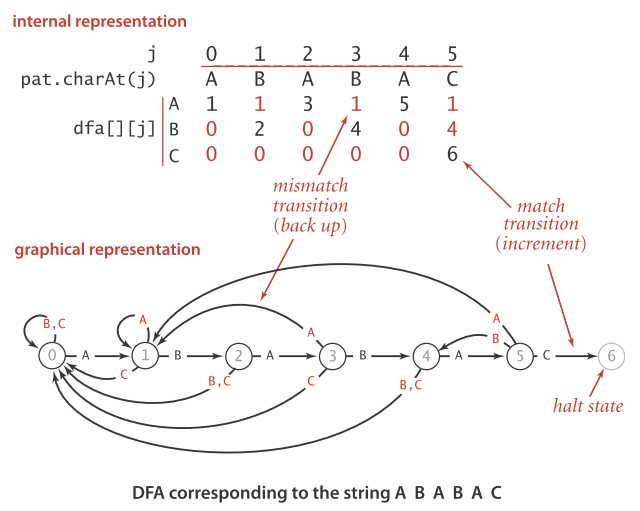 internal representation
j 0 1 2 3 4 5
pat.charAt(j) A B A B A C
A 1 1 3 1 5 1
dfa[][j] B 0 2 0 4 0 4
C 0 0 0 0 0 6
mismatch
transition
(back up)
match
transition
(increment)
graphical representation
B,C A A A B
0 A 1 B 2 A 3 B 4 A 5 C 6
C B,C C B,C
halt state
DFA corresponding to the string A B A B A C